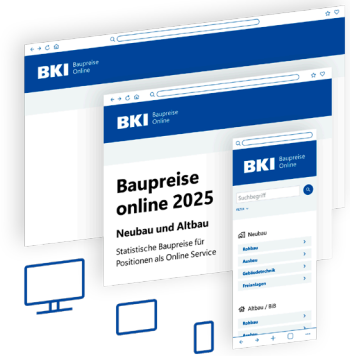 BKI Baupreise
Online
BKI Baupreise
Online
Baupreise
online 2025
Neubau und Altbau
Statistische Baupreise für
Positionen als Online Service
BKI Baupreise
Online
Suchbegriff
Neubau
Rohbau
Ausbau
Gebäudetechnik
Freianlagen
Altbau / BiB
Rohbau
Ausbau